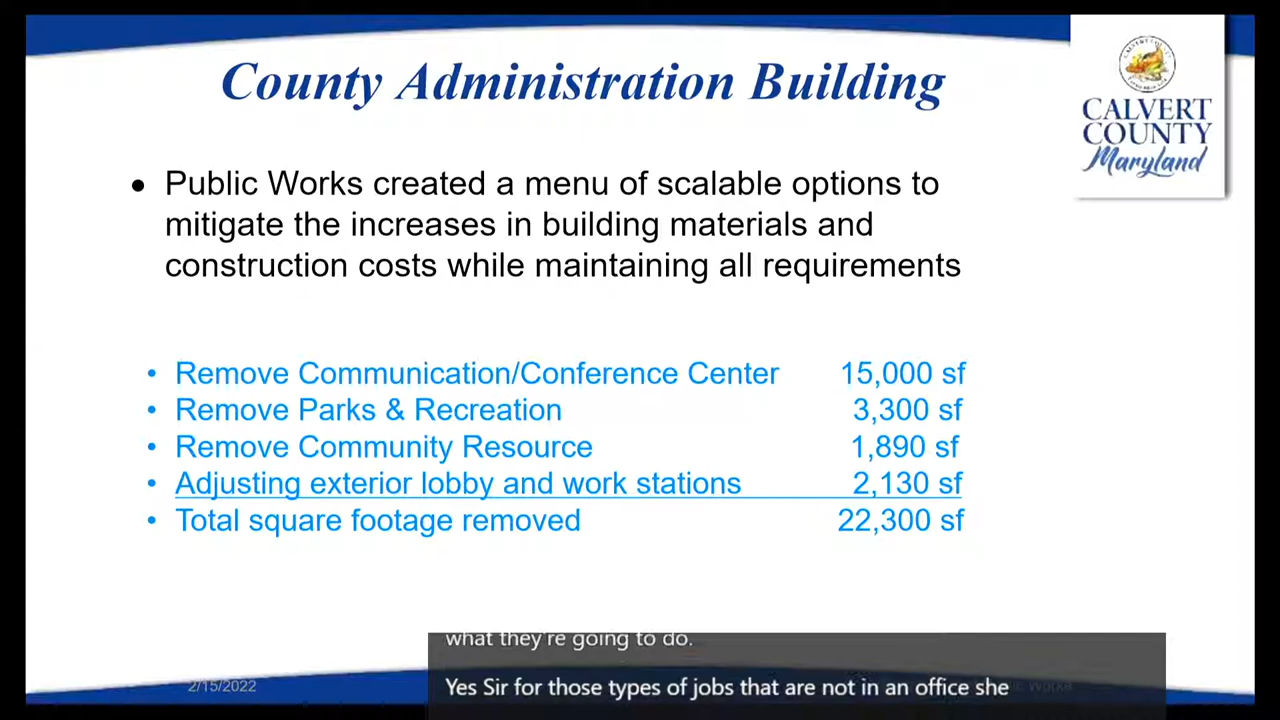 County Administration Building
CALVERT
COUNTY
Maryland
• Public Works created a menu of scalable options to
mitigate the increases in building materials and
construction costs while maintaining all requirements
• Remove Communication/Conference Center 15,000 sf
• Remove Parks & Recreation 3,300 sf
• Remove Community Resource 1,890 sf
• Adjusting exterior lobby and work stations 2,130 sf
• Total square footage removed 22,300 sf
what they're going to do.
Yes Sir for those types of jobs that are not in an office she
2/15/2022